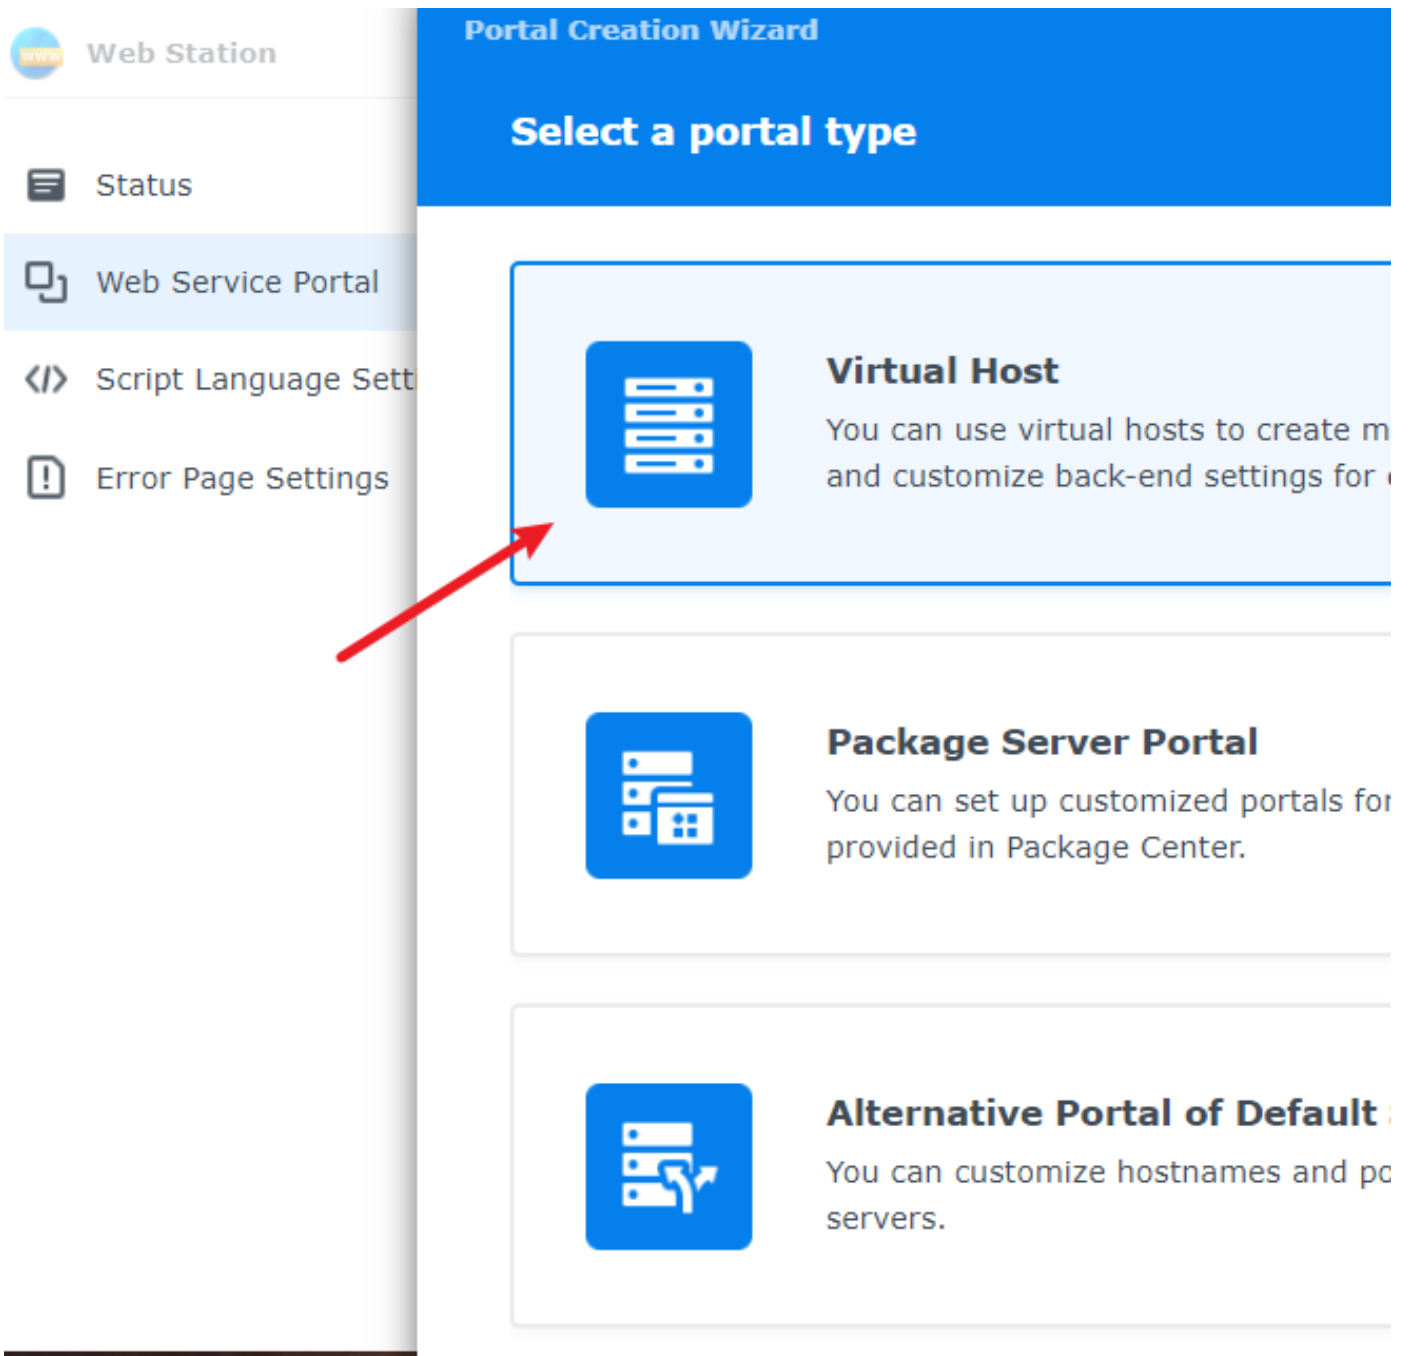 Web Station
Status
Web Service Portal
Script Language
Error Page Settings
Portal Creation Wizard
Select a portal type
Virtual Host
You can use virtual hosts to create
and customize back-end settings for
Package Server Portal
You can set up customized portals for
provided in Package Center.
Alternative Portal of Default
You can customize hostnames and
servers.